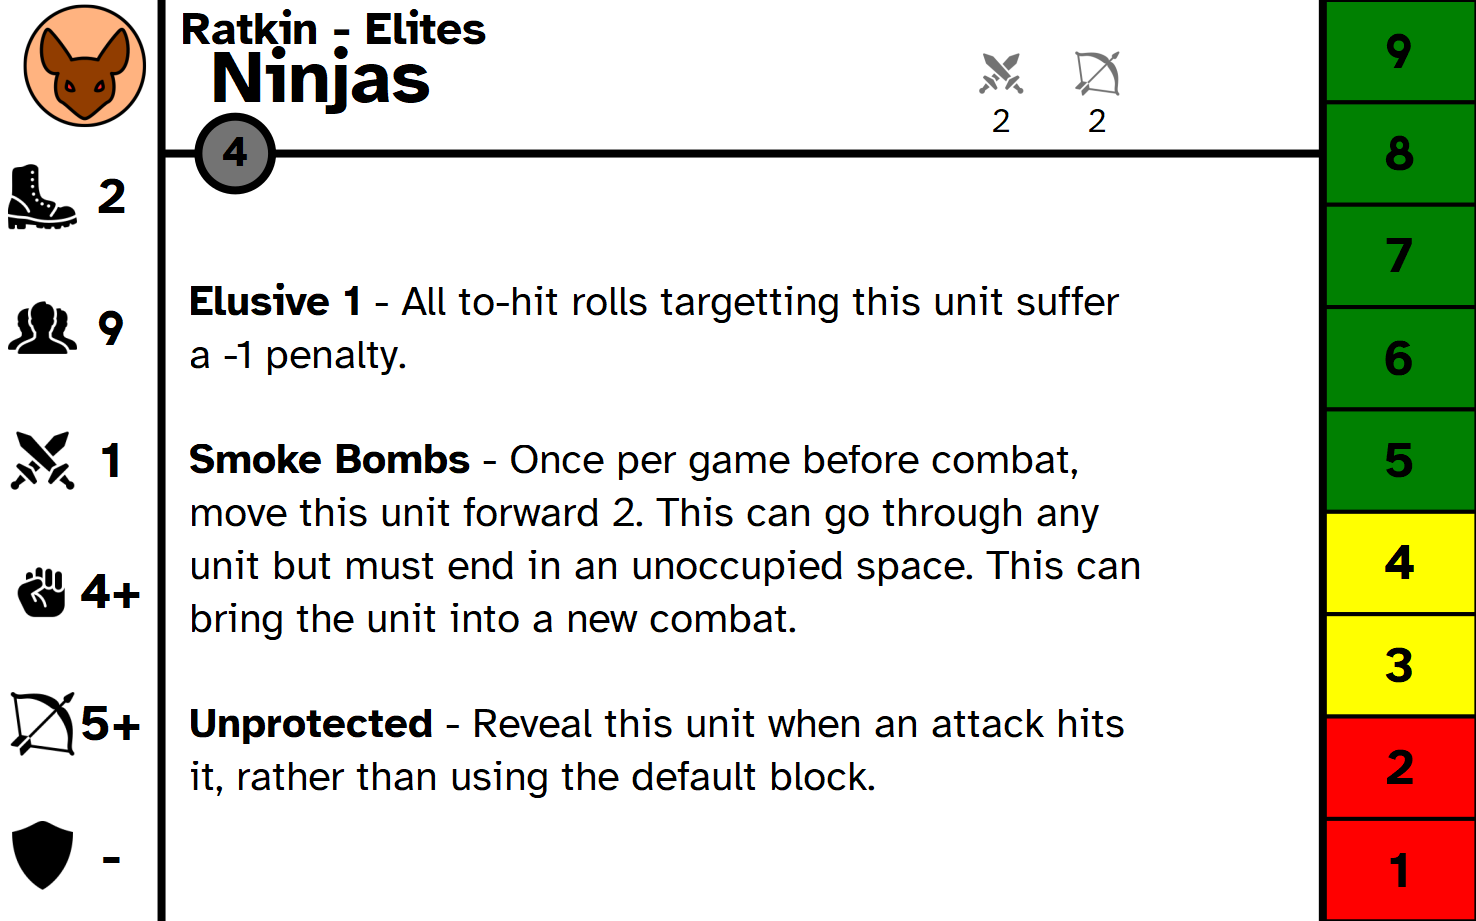 Ratkin - Elites
Ninjas
2
2
4
2
9
1
4+
5+
-
Elusive 1 - All to-hit rolls targetting this unit suffer
a -1 penalty.
Smoke Bombs - Once per game before combat,
move this unit forward 2. This can go through any
unit but must end in an unoccupied space. This can
bring the unit into a new combat.
Unprotected - Reveal this unit when an attack hits
it, rather than using the default block.
9
8
7
6
5
4
3
2
1